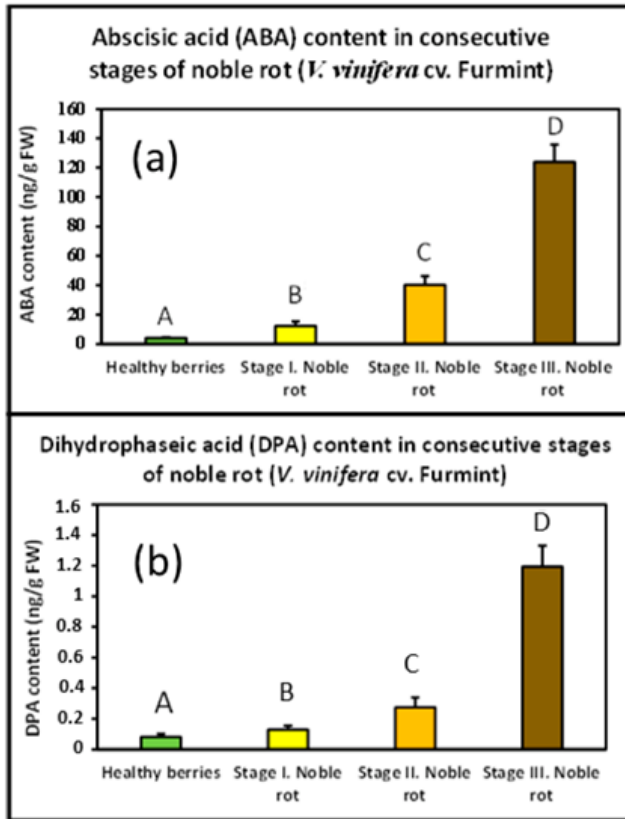 Abscisic acid (ABA) content in consecutive
stages of noble rot (V. vinifera cv. Furmint)
ABA content (ng/g FW)
160
140
120
100
80
60
40
20
0
(a)
A
B
C
D
Healthy berries
Stage I. Noble
rot
Stage II. Noble
rot
Stage III. Noble
rot
Dihydrophaseic acid (DPA) content in consecutive stages
of noble rot (V. vinifera cv. Furmint)
DPA content (ng/g FW)
1.6
1.4
1.2
1
0.8
0.6
0.4
0.2
0
(b)
A
B
C
D
Healthy berries
Stage I. Noble
rot
Stage II. Noble
rot
Stage III. Noble
rot